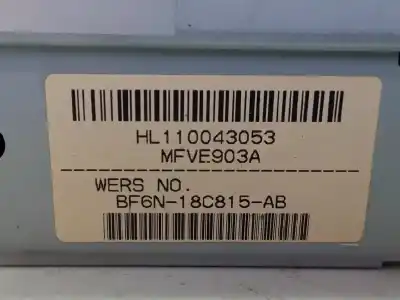 HL110043053
MFVE903A
WERS NO.
BF6N-18C815-AB